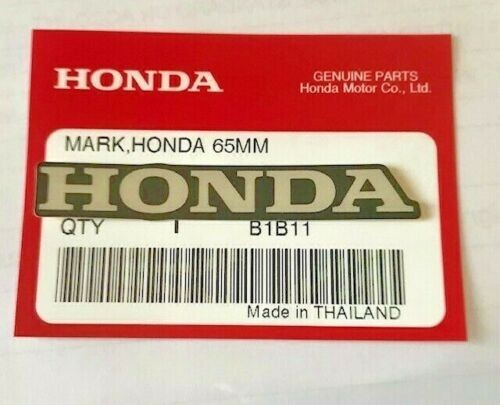 HONDA
GENUINE PARTS
Honda Motor Co., Ltd.
MARK,HONDA 65MM
HONDA
QTY 1 B1B11
Made in THAILAND